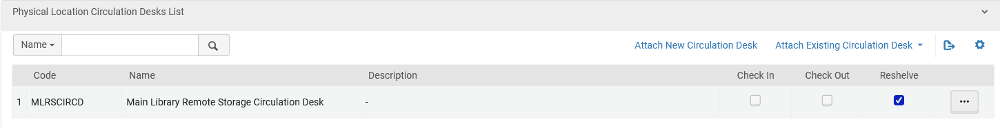 Physical Location Circulation Desks List
Name Attach New Circulation Desk Attach Existing Circulation Desk
Code Name Description Check In Check Out Reshelve
1 MLRSCIRCD Main Library Remote Storage Circulation Desk - ...